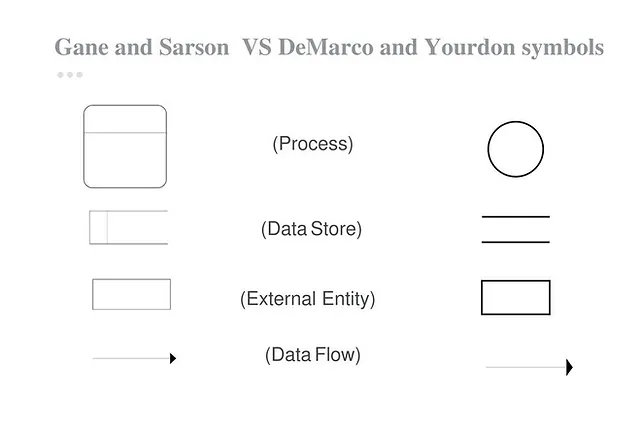 Gane and Sarson  VS DeMarco and Yourdon symbols
(Process)
(Data Store)
(External Entity)
(Data Flow)